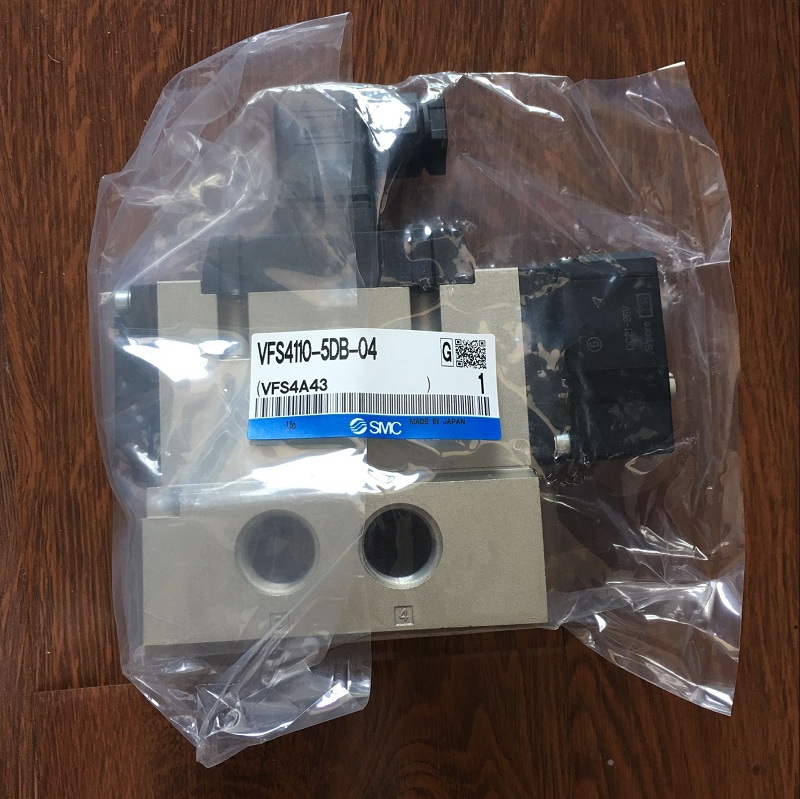 VFS4110-5DB-04
G
(VFS4A43 )
1
SMC
MADE IN JAPAN
4